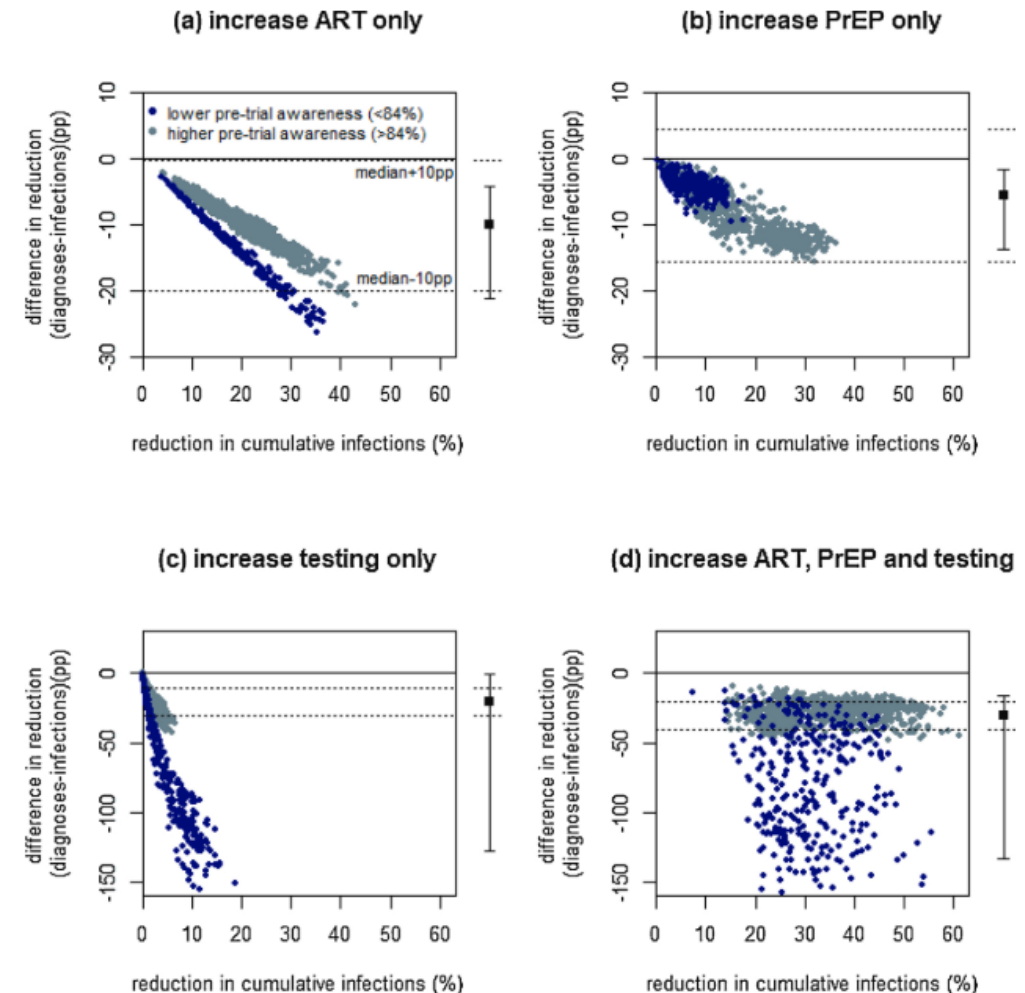 (a) increase ART only
10
0
-10
-20
-30
difference in reduction
(diagnoses-infections)(pp)
lower pre-trial awareness (<84%)
higher pre-trial awareness (>84%)
median+10pp
median-10pp
0 10 20 30 40 50 60
reduction in cumulative infections (%)
(b) increase PrEP only
10
0
-10
-20
-30
difference in reduction
(diagnoses-infections)(pp)
0 10 20 30 40 50 60
reduction in cumulative infections (%)
(c) increase testing only
0
-50
-100
-150
difference in reduction
(diagnoses-infections)(pp)
0 10 20 30 40 50 60
reduction in cumulative infections (%)
(d) increase ART, PrEP and testing
0
-50
-100
-150
difference in reduction
(diagnoses-infections)(pp)
0 10 20 30 40 50 60
reduction in cumulative infections (%)